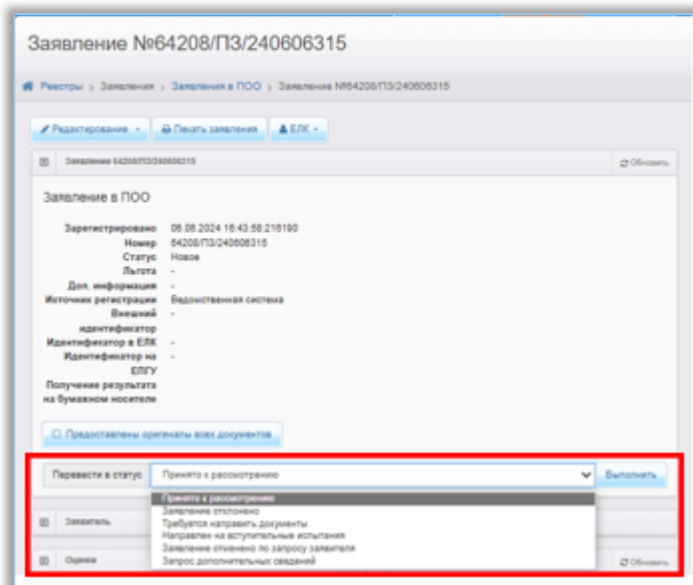 Заявление №64208/ПЗ/240606315
Реестры > Заявления > Заявления в ПОО > Заявление №64208/ПЗ/240606315
Редактирование Печать заявления ЕЛК
Заявление 64208/ПЗ/240606315 Обновить
Заявление в ПОО
Зарегистрировано 06.06.2024 16:43:58.216190
Номер 64208/ПЗ/240606315
Статус Новое
Льгота -
Доп. информация -
Источник регистрации Ведомственная система
Внешний -
идентификатор
Идентификатор в ЕЛК -
Идентификатор на -
ЕПГУ
Получение результата
на бумажном носителе
Предоставлены оригиналы всех документов
Перевести в статус Принято к рассмотрению Выполнить
Принято к рассмотрению
Заявление отклонено
Требуется направить документы
Направлен на вступительные испытания
Заявление отменено по запросу заявителя
Запрос дополнительных сведений
Заявитель
Оценки Обновить